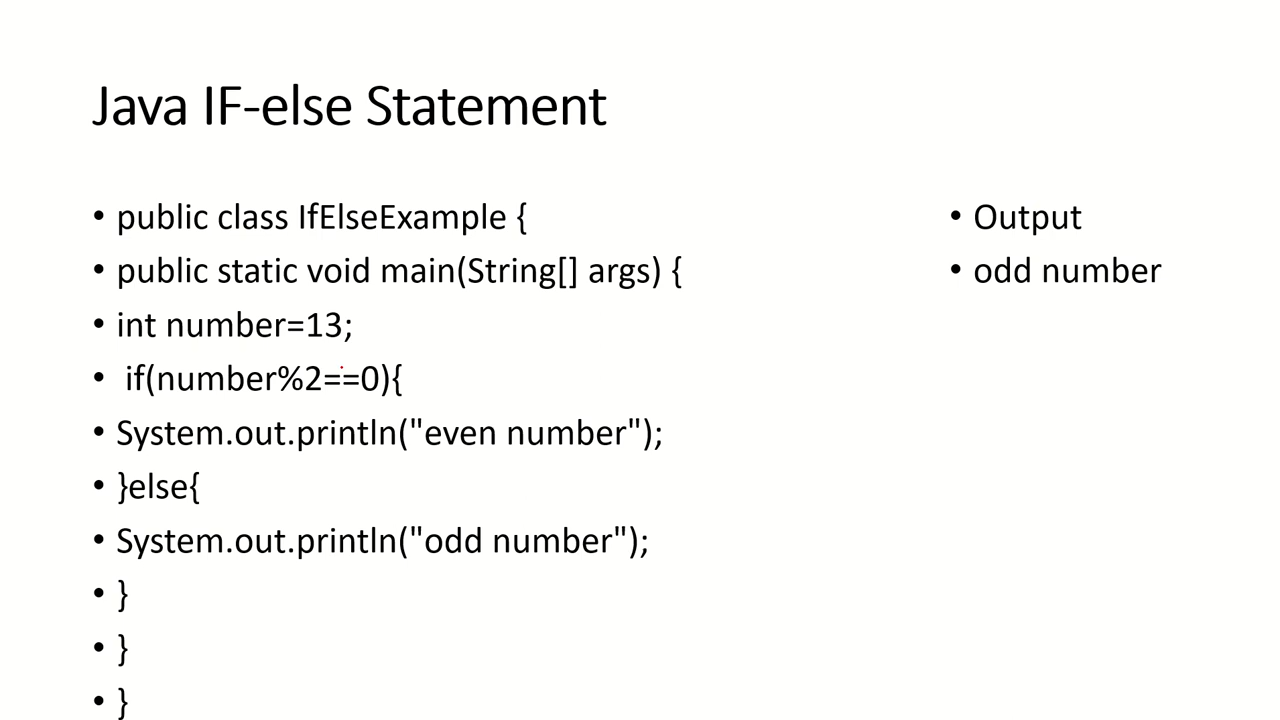 Java IF-else Statement
• public class IfElseExample {
• public static void main(String[] args) {
• int number=13;
• if(number%2==0){
• System.out.println("even number");
• }else{
• System.out.println("odd number");
• }
• }
• }
• Output
• odd number